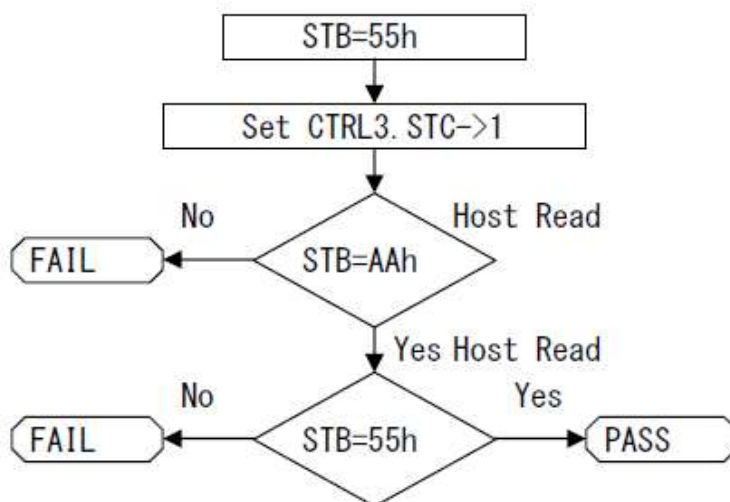 STB=55h
Set CTRL3.STC->1
No
Host Read
FAIL
STB=AAh
Yes Host Read
No
Yes
FAIL
STB=55h
PASS